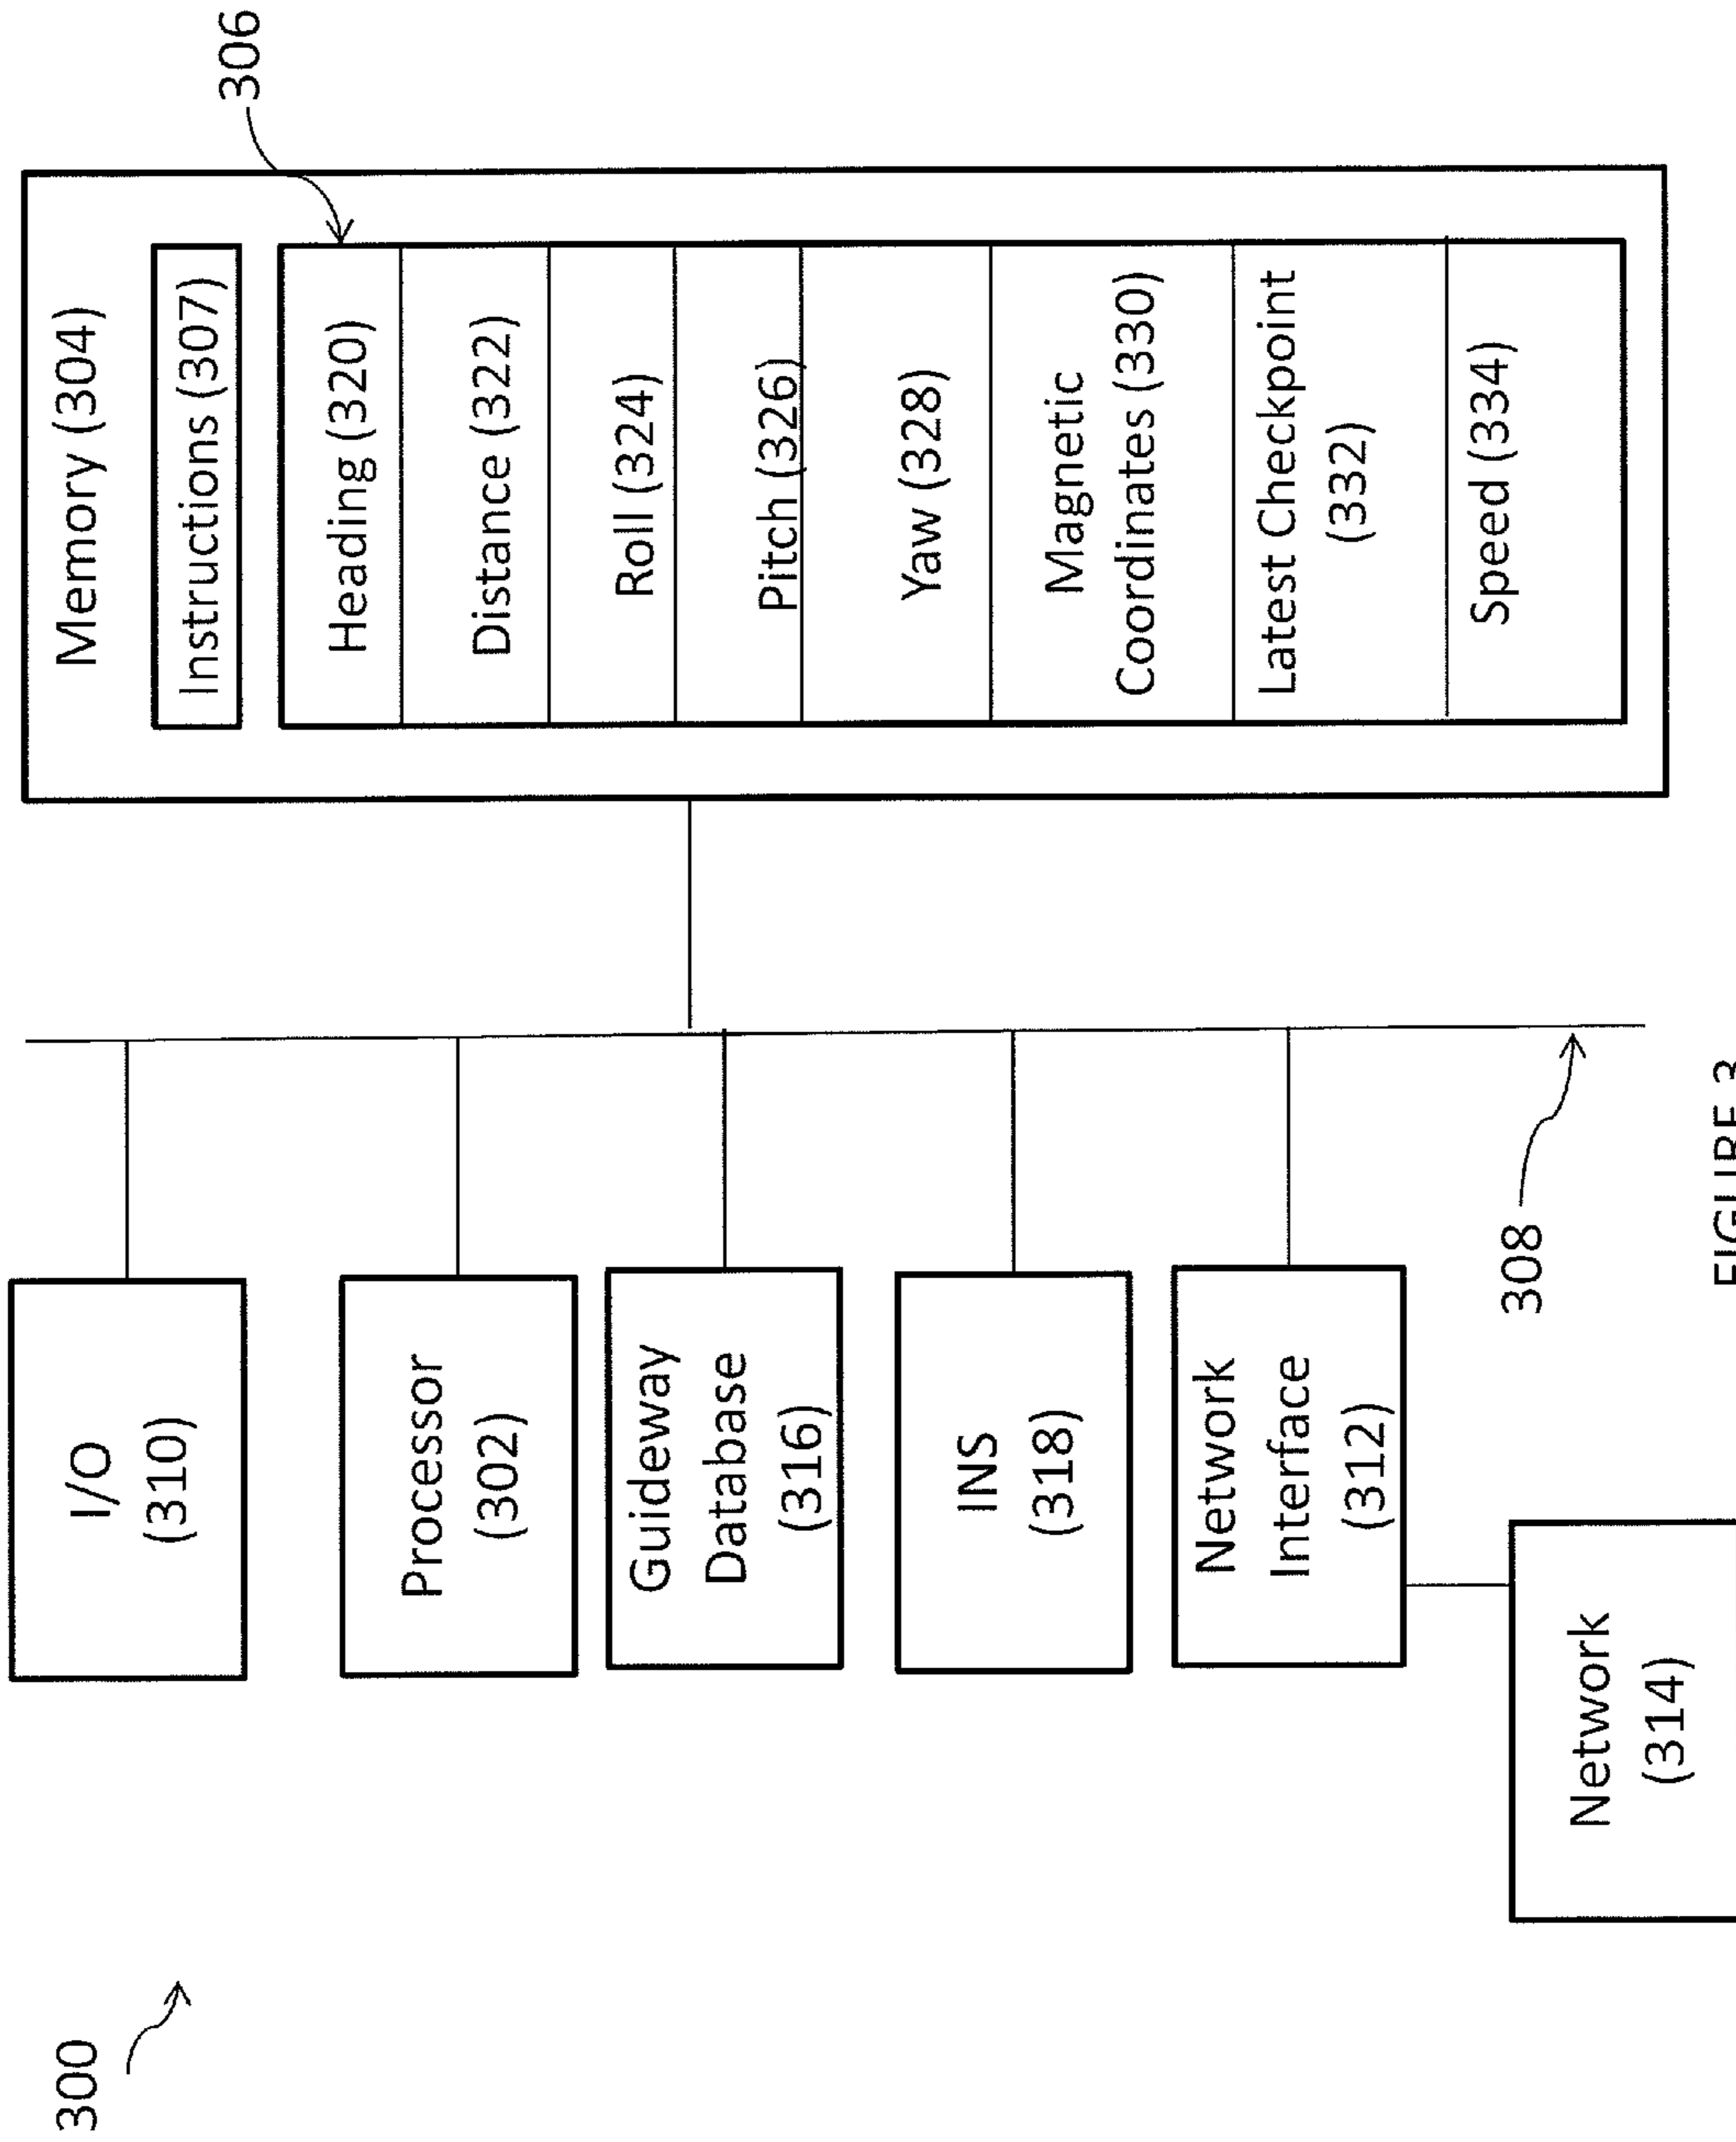 300
I/O
(310)
Processor
(302)
Guideway
Database
(316)
INS
(318)
Network
Interface
(312)
Network
(314)
308
Memory (304)
Instructions (307)
306
Heading (320)
Distance (322)
Roll (324)
Pitch (326)
Yaw (328)
Magnetic
Coordinates (330)
Latest Checkpoint
(332)
Speed (334)
FIGURE 3